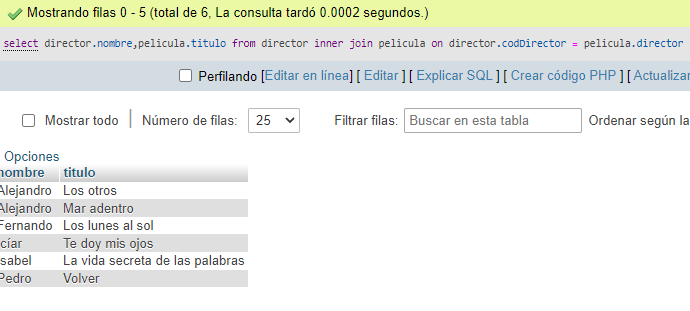 Mostrando filas 0 - 5 (total de 6, La consulta tardó 0.0002 segundos.)
select director.nombre,pelicula.titulo from director inner join pelicula on director.codDirector = pelicula.director
Perfilando [Editar en línea] [ Editar ] [ Explicar SQL ] [ Crear código PHP ] [ Actualizar
Mostrar todo Número de filas: 25 Filtrar filas: Buscar en esta tabla Ordenar según la
Opciones
nombre titulo
Alejandro Los otros
Alejandro Mar adentro
Fernando Los lunes al sol
cíar Te doy mis ojos
sabel La vida secreta de las palabras
Pedro Volver